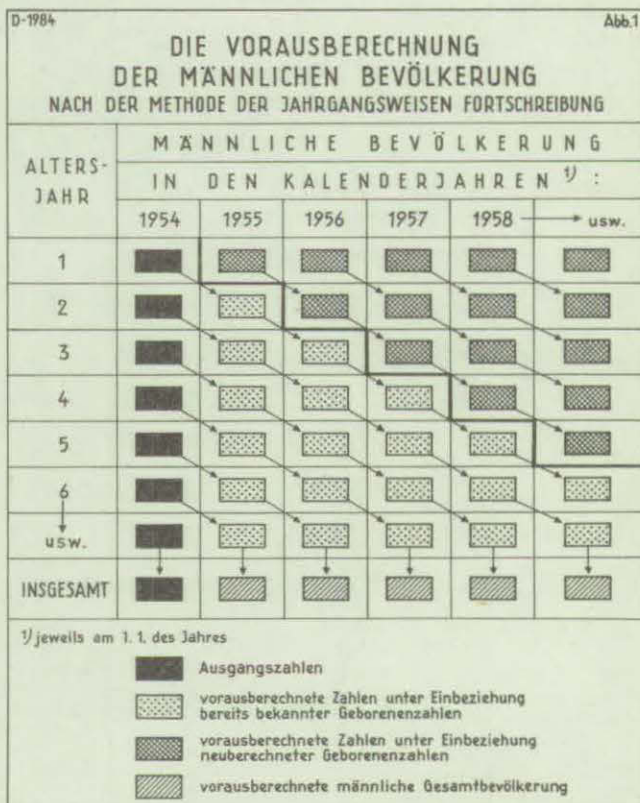 D-1984 Abb.1
DIE VORAUSBERECHNUNG
DER MÄNNLICHEN BEVÖLKERUNG
NACH DER METHODE DER JAHRGANGSWEISEN FORTSCHREIBUNG
ALTERS-
JAHR
MÄNNLICHE BEVÖLKERUNG
IN DEN KALENDERJAHREN 1) :
1954 1955 1956 1957 1958 usw.
1
2
3
4
5
6
usw.
INSGESAMT
1) jeweils am 1. 1. des Jahres
Ausgangszahlen
vorausberechnete Zahlen unter Einbeziehung
bereits bekannter Geborenenzahlen
vorausberechnete Zahlen unter Einbeziehung
neuberechneter Geborenenzahlen
vorausberechnete männliche Gesamtbevölkerung